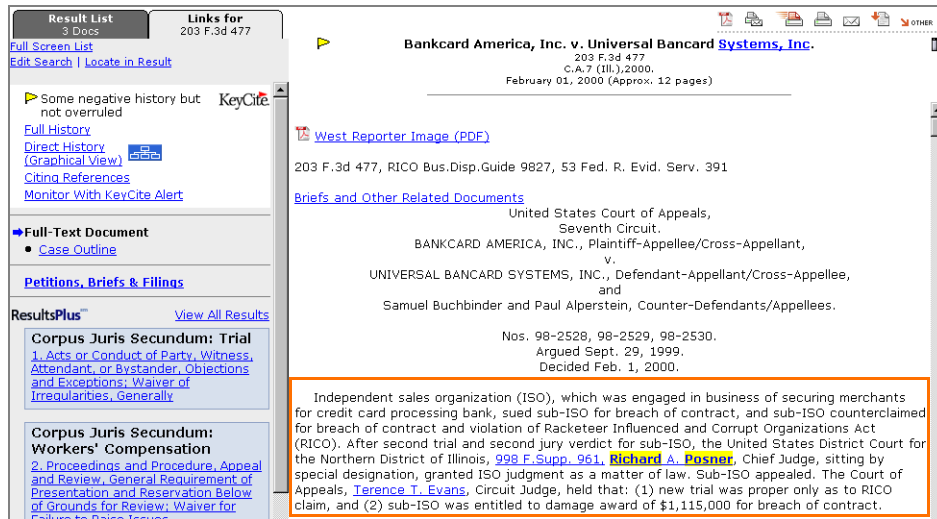 Result List
3 Docs
Links for
203 F.3d 477
Full Screen List
Edit Search | Locate in Result
Some negative history but
not overruled
KeyCite
Full History
Direct History
(Graphical View)
Citing References
Monitor With KeyCite Alert
Full-Text Document
• Case Outline
Petitions, Briefs & Filings
ResultsPlus™ View All Results
Corpus Juris Secundum: Trial
1. Acts or Conduct of Party, Witness,
Attendant, or Bystander, Objections
and Exceptions; Waiver of
Irregularities, Generally
Corpus Juris Secundum:
Workers' Compensation
2. Proceedings and Procedure, Appeal
and Review, General Requirement of
Presentation and Reservation Below
of Grounds for Review; Waiver for
Failure to Raise Issues
OTHER
Bankcard America, Inc. v. Universal Bancard Systems, Inc.
203 F.3d 477
C.A.7 (Ill.),2000.
February 01, 2000 (Approx. 12 pages)
West Reporter Image (PDF)
203 F.3d 477, RICO Bus.Disp.Guide 9827, 53 Fed. R. Evid. Serv. 391
Briefs and Other Related Documents
United States Court of Appeals,
Seventh Circuit.
BANKCARD AMERICA, INC., Plaintiff-Appellee/Cross-Appellant,
v.
UNIVERSAL BANCARD SYSTEMS, INC., Defendant-Appellant/Cross-Appellee,
and
Samuel Buchbinder and Paul Alperstein, Counter-Defendants/Appellees.
Nos. 98-2528, 98-2529, 98-2530.
Argued Sept. 29, 1999.
Decided Feb. 1, 2000.
Independent sales organization (ISO), which was engaged in business of securing merchants
for credit card processing bank, sued sub-ISO for breach of contract, and sub-ISO counterclaimed
for breach of contract and violation of Racketeer Influenced and Corrupt Organizations Act
(RICO). After second trial and second jury verdict for sub-ISO, the United States District Court for
the Northern District of Illinois, 998 F.Supp. 961, Richard A. Posner, Chief Judge, sitting by
special designation, granted ISO judgment as a matter of law. Sub-ISO appealed. The Court of
Appeals, Terence T. Evans, Circuit Judge, held that: (1) new trial was proper only as to RICO
claim, and (2) sub-ISO was entitled to damage award of $1,115,000 for breach of contract.